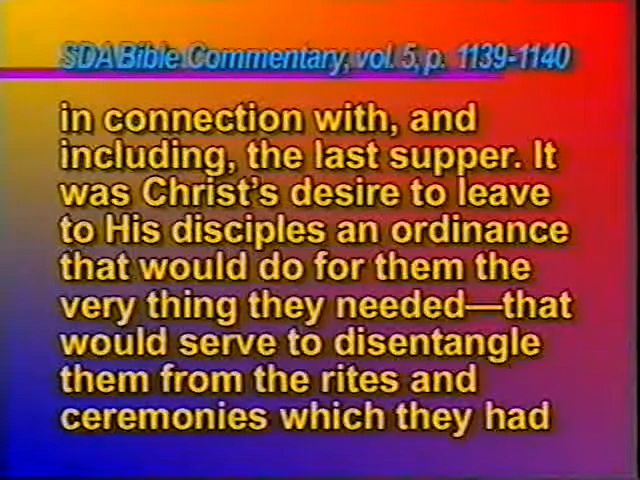 SDA Bible Commentary, vol. 5, p. 1139-1140
in connection with, and
including, the last supper. It
was Christ's desire to leave
to His disciples an ordinance
that would do for them the
very thing they needed—that
would serve to disentangle
them from the rites and
ceremonies which they had